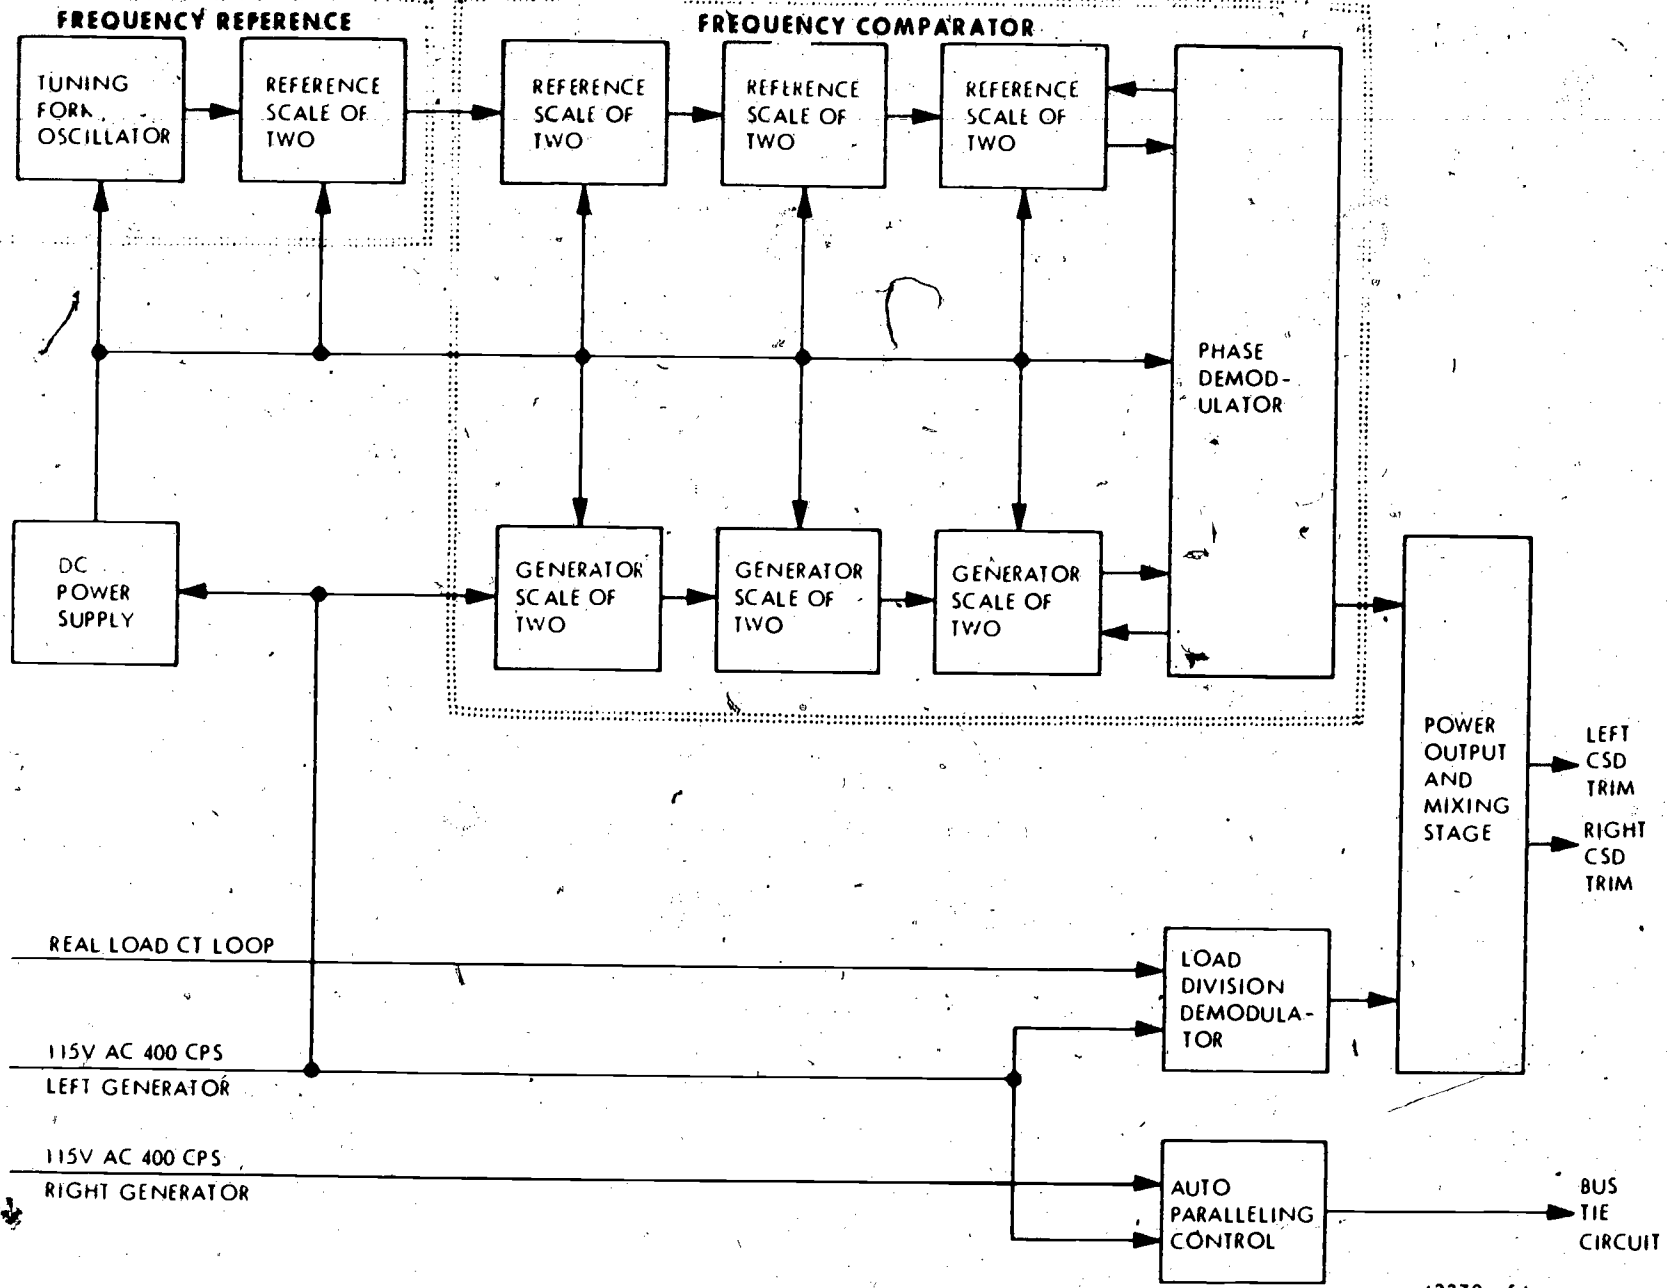 FREQUENCY REFERENCE
FREQUENCY COMPARATOR
TUNING
FORK
OSCILLATOR
REFERENCE
SCALE OF
TWO
REFERENCE
SCALE OF
TWO
REFERENCE
SCALE OF
TWO
REFERENCE
SCALE OF
TWO
PHASE
DEMOD-
ULATOR
DC
POWER
SUPPLY
GENERATOR
SCALE OF
TWO
GENERATOR
SCALE OF
TWO
GENERATOR
SCALE OF
TWO
POWER
OUTPUT
AND
MIXING
STAGE
LEFT
CSD
TRIM
RIGHT
CSD
TRIM
REAL LOAD CT LOOP
LOAD
DIVISION
DEMODULA-
TOR
115V AC 400 CPS
LEFT GENERATOR
115V AC 400 CPS
RIGHT GENERATOR
AUTO
PARALLELING
CONTROL
BUS
TIE
CIRCUIT